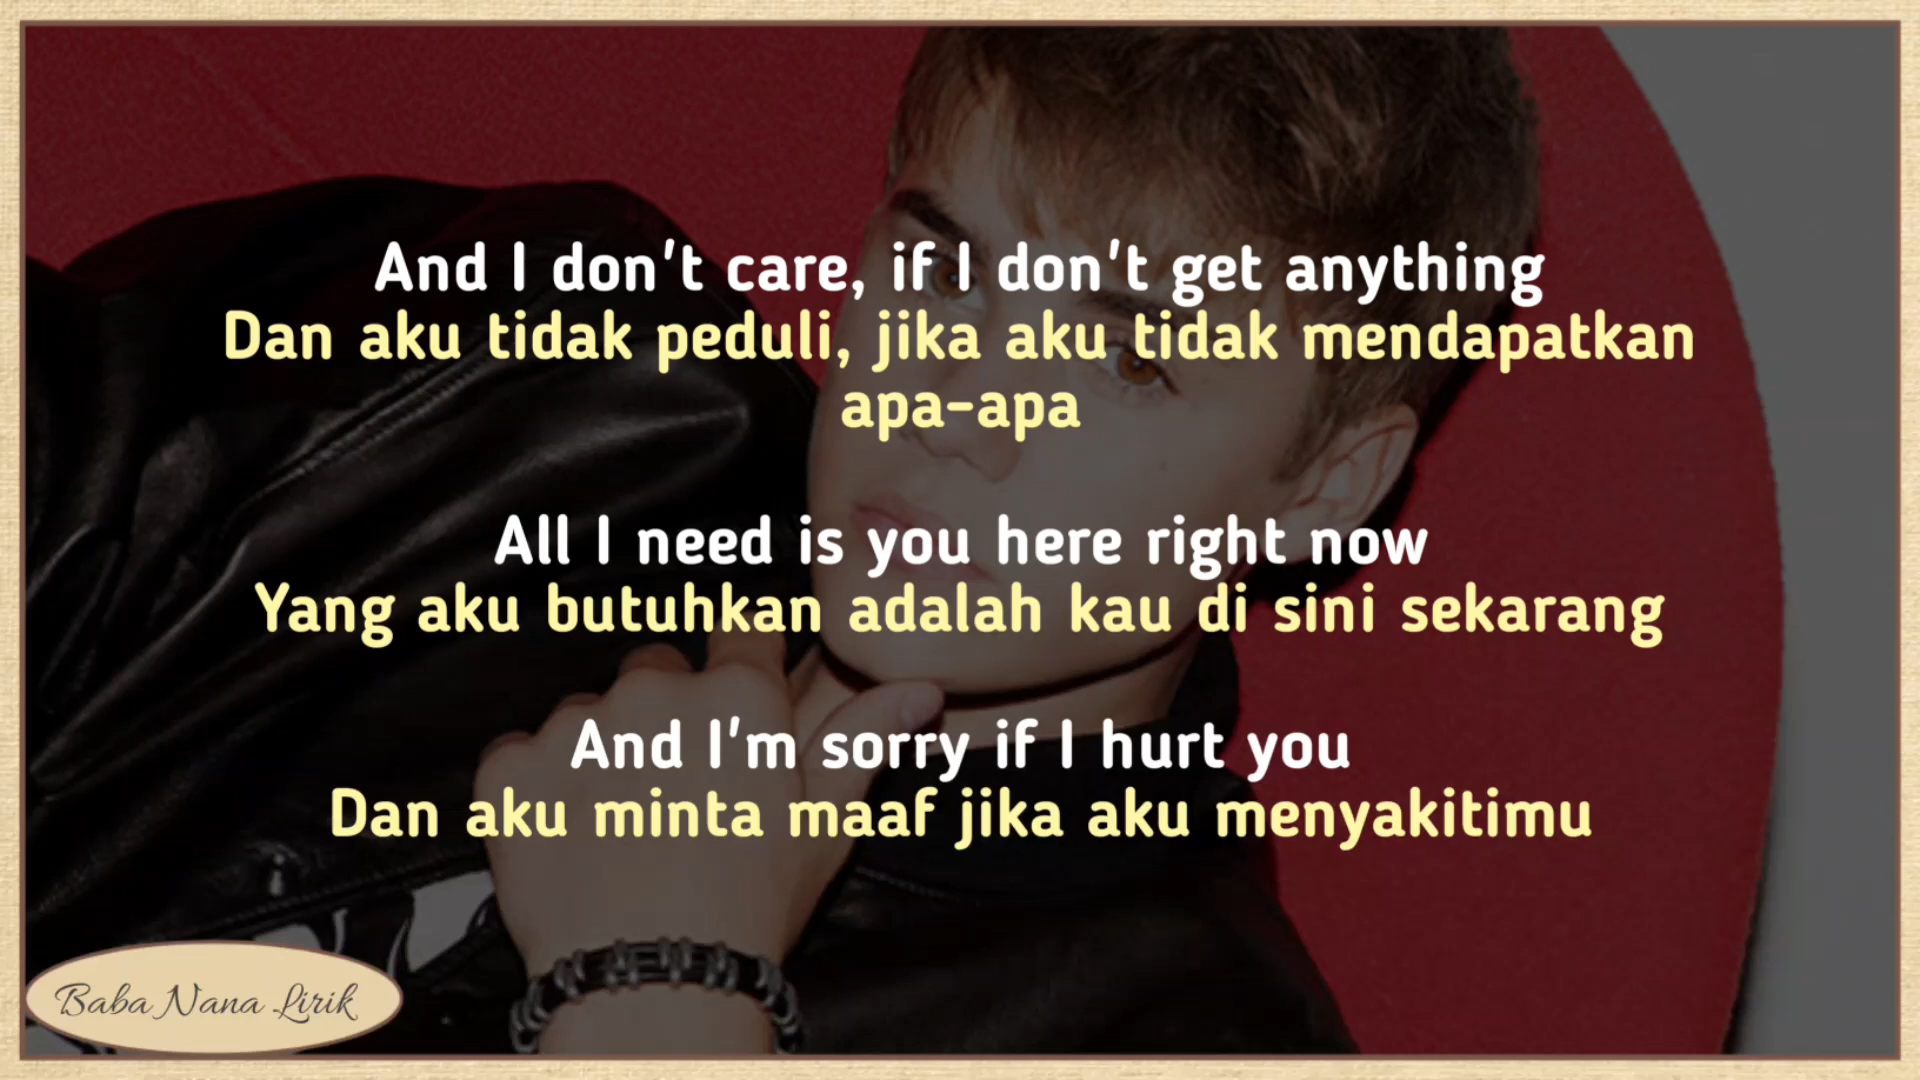 And I don't care, if I don't get anything
Dan aku tidak peduli, jika aku tidak mendapatkan
apa-apa
All I need is you here right now
Yang aku butuhkan adalah kau di sini sekarang
And I'm sorry if I hurt you
Dan aku minta maaf jika aku menyakitimu
Baba Nana Lirik